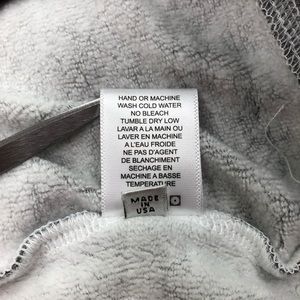 HAND OR MACHINE
WASH COLD WATER
NO BLEACH
TUMBLE DRY LOW
LAVAR A LA MAIN OU
LAVER EN MACHINE
A L'EAU FROIDE
NE PAS D'AGENT
DE BLANCHIMENT
SECHAGE EN
MACHINE A BASSE
TEMPERATURE
MADE
IN
USA